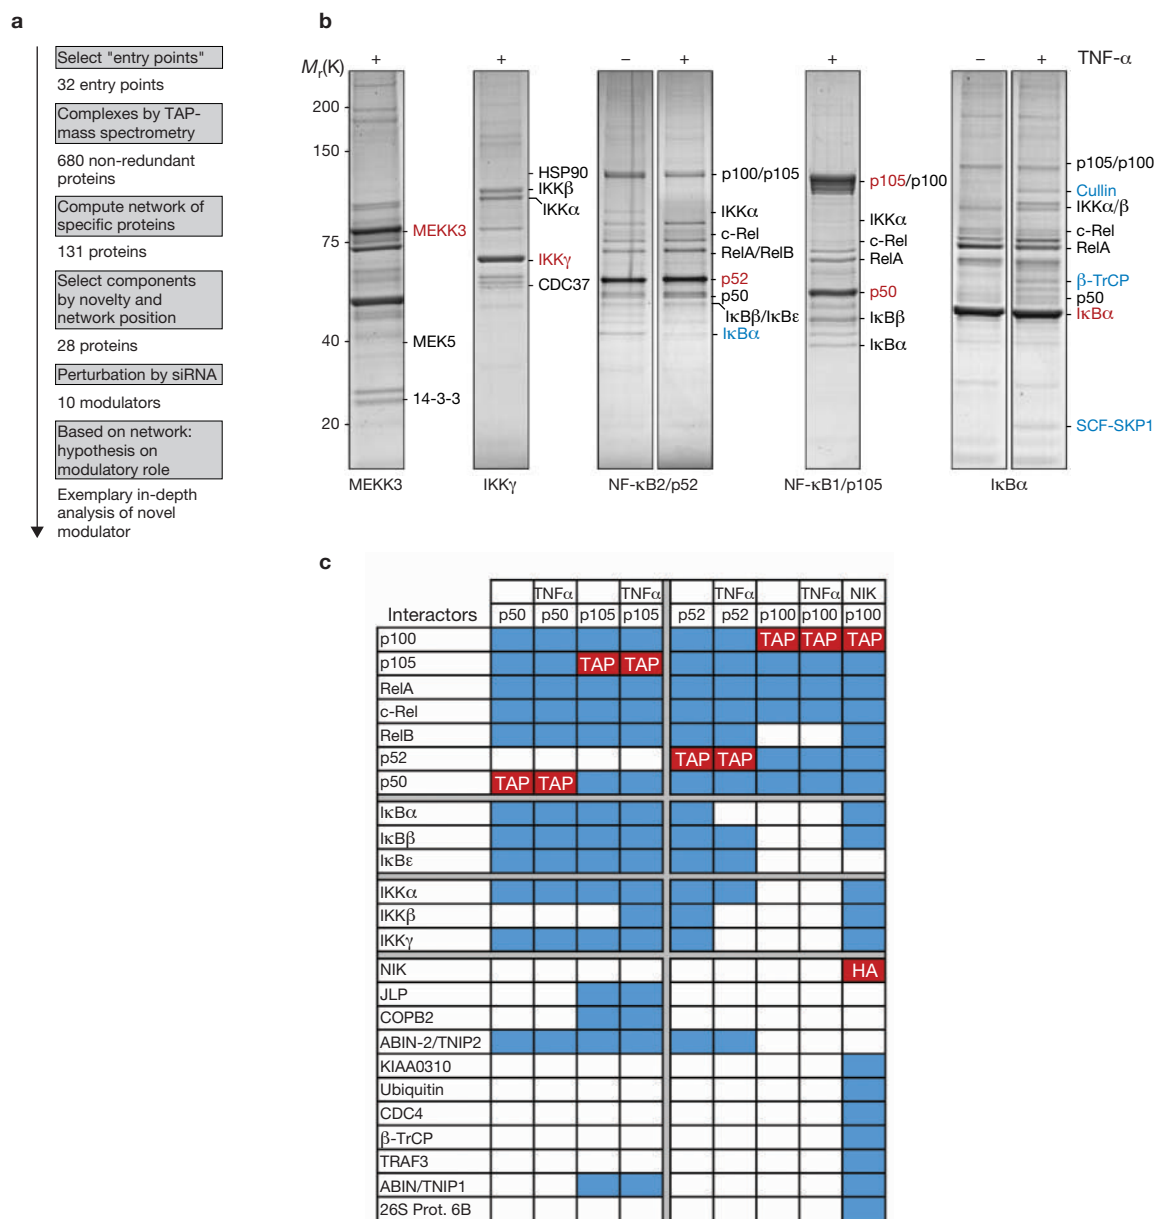 a
Select "entry points"
32 entry points
Complexes by TAP-
mass spectrometry
680 non-redundant
proteins
Compute network of
specific proteins
131 proteins
Select components
by novelty and
network position
28 proteins
Perturbation by siRNA
10 modulators
Based on network:
hypothesis on
modulatory role
Exemplary in-depth
analysis of novel
modulator
b
+ + – + + – + TNF-α
Mr(K)
200
150
75
40
20
MEKK3
MEK5
14-3-3
MEKK3
HSP90
IKKβ
IKKα
IKKγ
CDC37
IKKγ
p100/p105
IKKα
c-Rel
RelA/RelB
p52
p50
IκBβ/IκBε
IκBα
NF-κB2/p52
p105/p100
IKKα
c-Rel
RelA
p50
IκBβ
IκBα
NF-κB1/p105
p105/p100
Cullin
IKKα/β
c-Rel
RelA
β-TrCP
p50
IκBα
SCF-SKP1
IκBα
c
TNFα TNFα TNFα TNFα NIK
Interactors p50 p50 p105 p105 p52 p52 p100 p100 p100
p100 TAP TAP TAP
p105 TAP TAP
RelA
c-Rel
RelB
p52 TAP TAP
p50 TAP TAP
IκBα
IκBβ
IκBε
IKKα
IKKβ
IKKγ
NIK HA
JLP
COPB2
ABIN-2/TNIP2
KIAA0310
Ubiquitin
CDC4
β-TrCP
TRAF3
ABIN/TNIP1
26S Prot. 6B